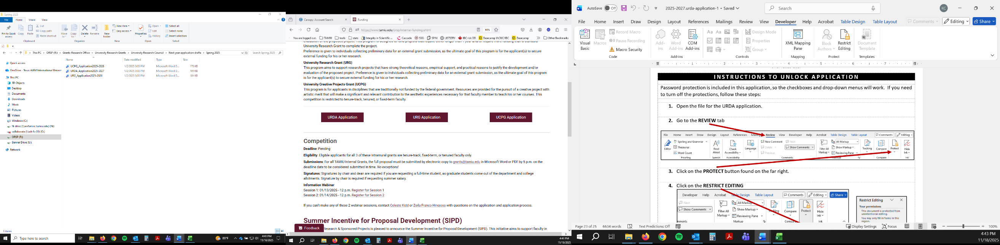 Spring 2025
File Home Share View
Pin to Quick access
Copy
Paste
Cut
Copy path
Paste shortcut
Clipboard
Move to
Copy to
Delete
Rename
Organize
New folder
New item
Easy access
New
Properties
Open
Edit
History
Open
Select all
Select none
Invert selection
Select
This PC > ORSP (R:) > Grants-Research Office > University Research Grants > University Research Council > Next year application drafts > Spring 2025
Search Spring 2025
Name Date modified Type Size
UCPG_Application2025-2026 1/2/2025 3:03 PM Microsoft Word D... 178 KB
URDA_Application2025-2027 1/2/2025 3:03 PM Microsoft Word D... 189 KB
URG_Application2025-2026 1/2/2025 3:03 PM Microsoft Word D... 184 KB
Quick access
OneDrive - Texas A&M International Univers
This PC
3D Objects
Desktop
Documents
Downloads
Music
Pictures
Videos
Windows (C:)
collaborate (\\oit-fs-01) (O:)
ORSP (R:)
Banner Drive (U:)
Network
3 items
Type here to search
88°F
4:43 PM
11/18/2025
Canopy: Account Search
Funding
https://www.tamiu.edu/orsp/internal-funding.shtml
90%
You are logged out. TAMIU tools stats Integrity in Scientific ... Cascade SSO SPIN LISTSERV IBC risk DB Basecamp IACUC/IBC Basecamp Other Bookmarks
University Research Grant to complete the project.
Preference is given to individuals collecting preliminary data for an external grant submission, as the ultimate goal of this program is for the applicant(s) to secure
external funding for his or her research.
University Research Grant (URG)
This program aims to support research projects that have strong theoretical reasons, empirical support, and practical reasons to justify the development and/or
evaluation of the proposed project. Preference is given to individuals collecting preliminary data for an external grant submission, as the ultimate goal of this program
is for the applicant(s) to secure external funding for his or her research.
University Creative Projects Grant (UCPG)
This program is for applicants in disciplines that are traditionally not funded by the federal government. Resources are provided for the pursuit of a creative project with
artistic merit that will make a significant and relevant contribution to the aesthetic experiences necessary for that faculty member to teach his or her courses. This
competition is restricted to tenure-track, tenured, or fixed-term faculty.
URDA Application
URG Application
UCPG Application
Competition
Deadline: Pending
Eligibility: Eligible applicants for all 3 of these intramural grants are tenure-track, fixed-term, or tenured faculty only.
Submissions: For all TAMIU Internal Grants, the full proposal must be submitted by electronic copy to grants@tamiu.edu in Microsoft Word or PDF by 5 p.m. on the
deadline date to be considered submitted in time. No exceptions!
Signatures: Signatures by chair and dean are required if you are requesting a full-time student, as graduate students come out of the department and college
allotments. Signature by chair is required if requesting summer salary.
Information Webinar
Session 1: 01/13/2025 - 12 p.m. Register for Session 1
Session 2: 01/14/2025 - 12 p.m. Register for Session 2
If you can't make any of these 2 webinar sessions, contact Celeste Kidd or Zoila Franco-Hinojosa with questions on the application and application process.
Summer Incentive for Proposal Development (SIPD)
Research & Sponsored Projects is pleased to announce the Summer Incentive for Proposal Development (SIPD). This initiative aims to support faculty in
Feedback
4:43 PM
11/18/2025
AutoSave Off
2025-2027.urda-application-1 • Saved
Search
KC
File Home Insert Draw Design Layout References Mailings Review View Developer Help Acrobat Table Design Table Layout
Comments Editing Share
Visual Basic
Macros
Record Macro
Pause Recording
Macro Security
Code
Add-ins
Word Add-ins
COM Add-ins
Add-ins
Design Mode
Properties
Group
Controls
XML Mapping Pane
Mapping
Block Authors
Restrict Editing
Protect
Document Template
Templates
INSTRUCTIONS TO UNLOCK APPLICATION
Password protection is included in this application, so the checkboxes and drop-down menus will work. If you need
to turn off the protections, follow these steps:
1. Open the file for the URDA application.
2. Go to the REVIEW tab
File Home Insert Draw Design Layout References Review View Developer Help Acrobat Table Design Table Layout Comments Editing
Editor
Spelling and Grammar
Thesaurus
Word Count
Proofing
Read Aloud
Speech
Check Accessibility
Accessibility
Language
New Comment
Delete
Previous
Next
Show Comments
Comments
Filter All Markup
All Markup
Show Markup
Reviewing Pane
Tracking
Compare
Compare
Protect
Hide Ink
Ink
3. Click on the PROTECT button found on the far right.
4. Click on the RESTRICT EDITING
Developer Help Acrobat Table Design Table Layout Comments Editing Share
Next
Show Comments
Filter All Markup
All Markup
Show Markup
Reviewing Pane
Markup
Compare
Protect
Hide Ink
Restrict Editing
Your permissions
This document is protected from
unintentional editing.
You may only fill in forms in this
region.
Page 23 of 25 6634 words Text Predictions: Off
Display Settings Focus 100%
4:43 PM
11/18/2025